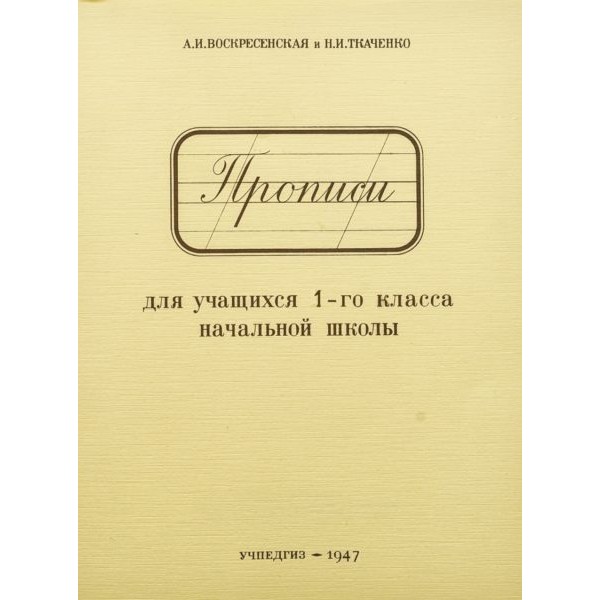 А.И.ВОСКРЕСЕНСКАЯ и Н.И.ТКАЧЕНКО
Прописи
ДЛЯ УЧАЩИХСЯ 1-ГО КЛАССА
НАЧАЛЬНОЙ ШКОЛЫ
УЧПЕДГИЗ - 1947